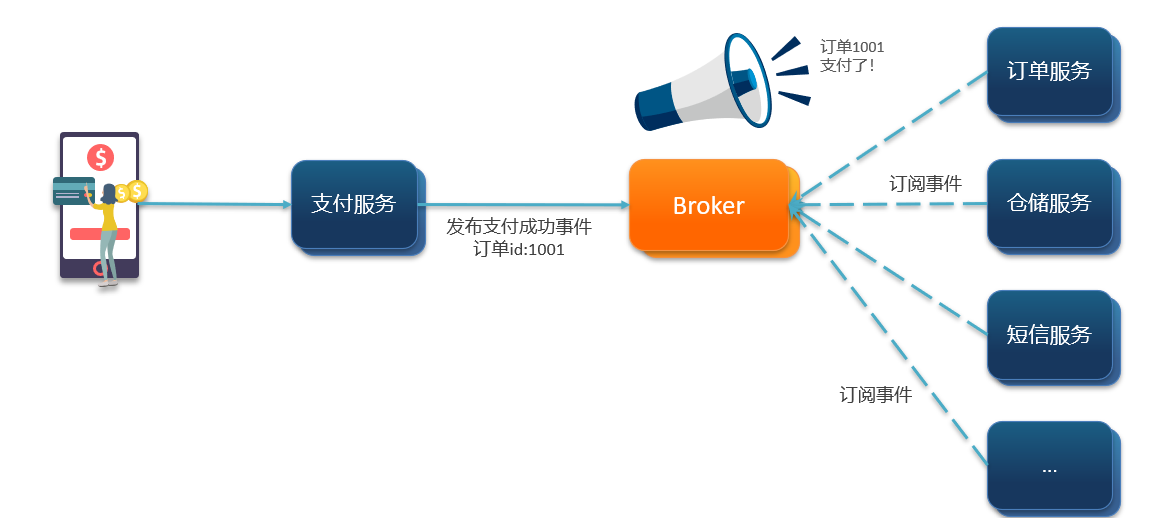 订单1001
支付了!
订单服务
$
$
$
支付服务
发布支付成功事件
订单id:1001
Broker
订阅事件
仓储服务
短信服务
订阅事件
...